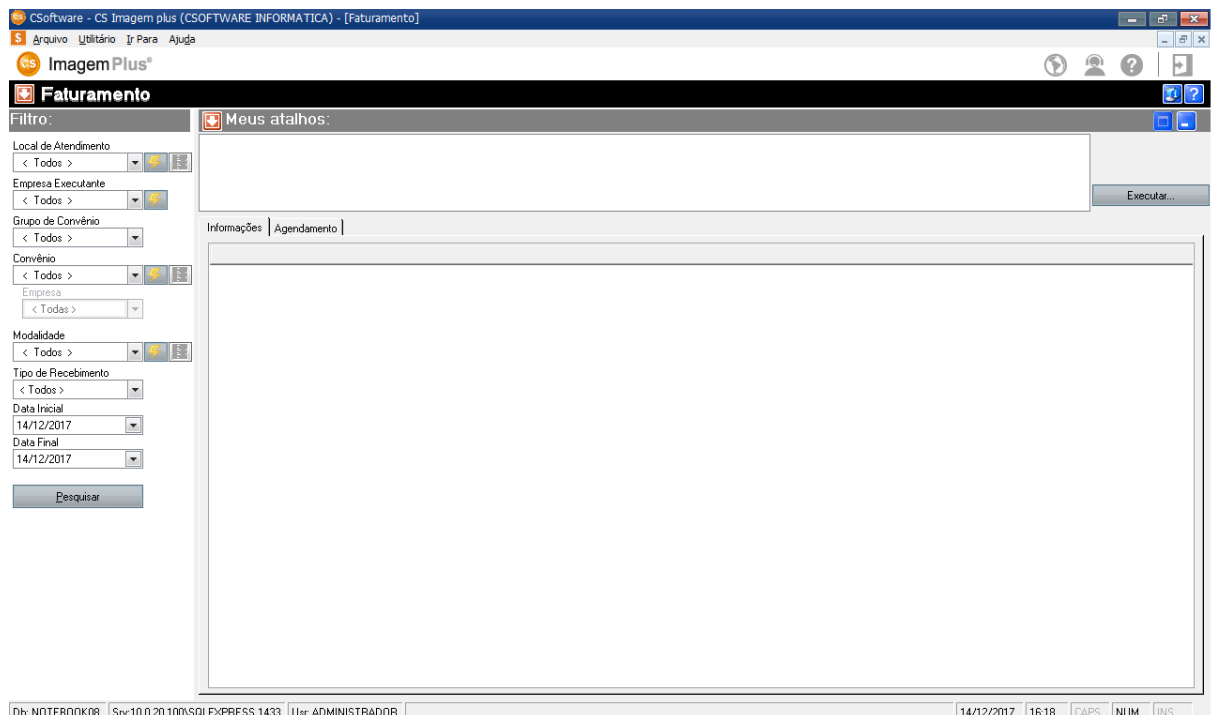 CSoftware - CS Imagem plus (CSOFTWARE INFORMATICA) - [Faturamento]
Arquivo Utilitário Ir Para Ajuda
cs ImagemPlus®
Faturamento
Filtro:
Meus atalhos:
Local de Atendimento
< Todos >
Empresa Executante
< Todos >
Executar...
Grupo de Convênio
< Todos >
Informações Agendamento
Convênio
< Todos >
Empresa
< Todas >
Modalidade
< Todos >
Tipo de Recebimento
< Todos >
Data Inicial
14/12/2017
Data Final
14/12/2017
Pesquisar
Db: NOTEBOOK08 Srv:10.0.20.100\SQLEXPRESS,1433 Usr: ADMINISTRADOR 14/12/2017 16:18 CAPS NUM INS